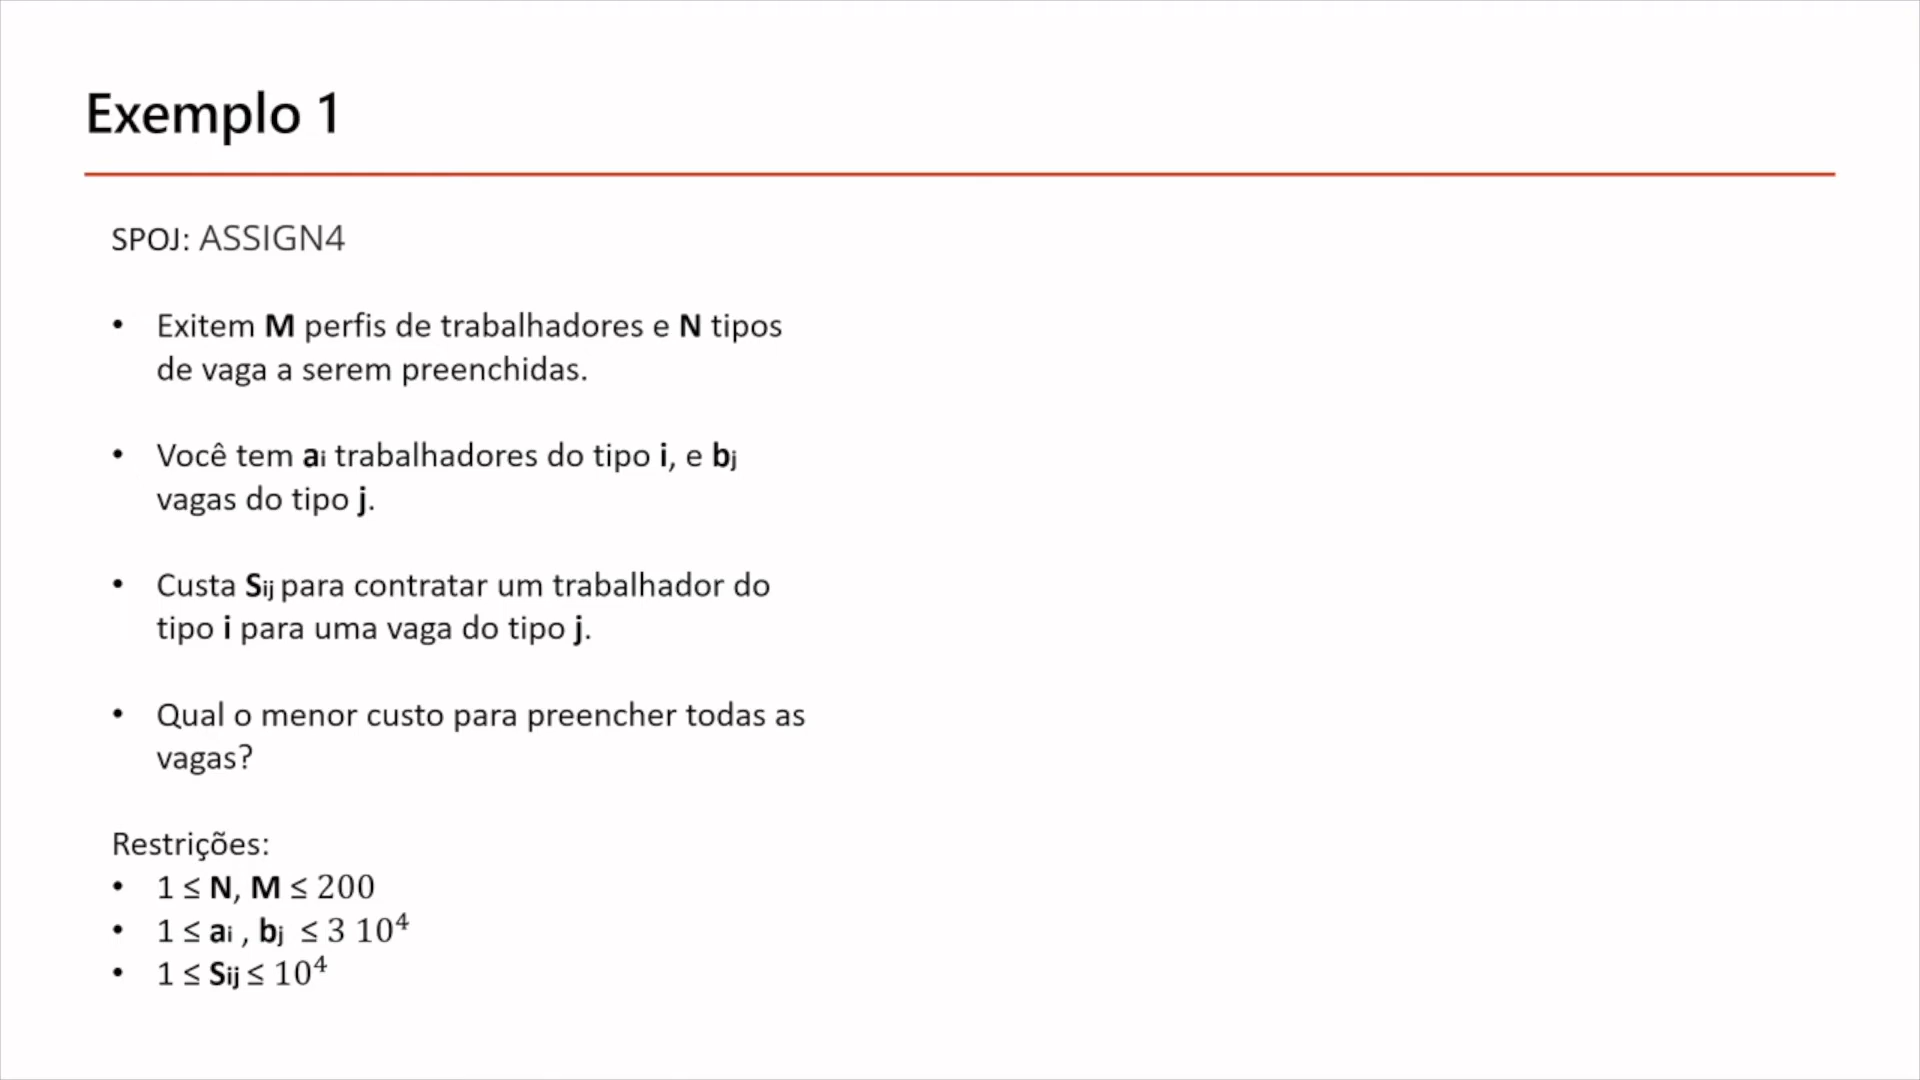 Exemplo 1
SPOJ: ASSIGN4
• Exitem M perfis de trabalhadores e N tipos
de vaga a serem preenchidas.
• Você tem ai trabalhadores do tipo i, e bj
vagas do tipo j.
• Custa Sij para contratar um trabalhador do
tipo i para uma vaga do tipo j.
• Qual o menor custo para preencher todas as
vagas?
Restrições:
• 1 ≤ N, M ≤ 200
• 1 ≤ ai , bj ≤ 3 10⁴
• 1 ≤ Sij ≤ 10⁴